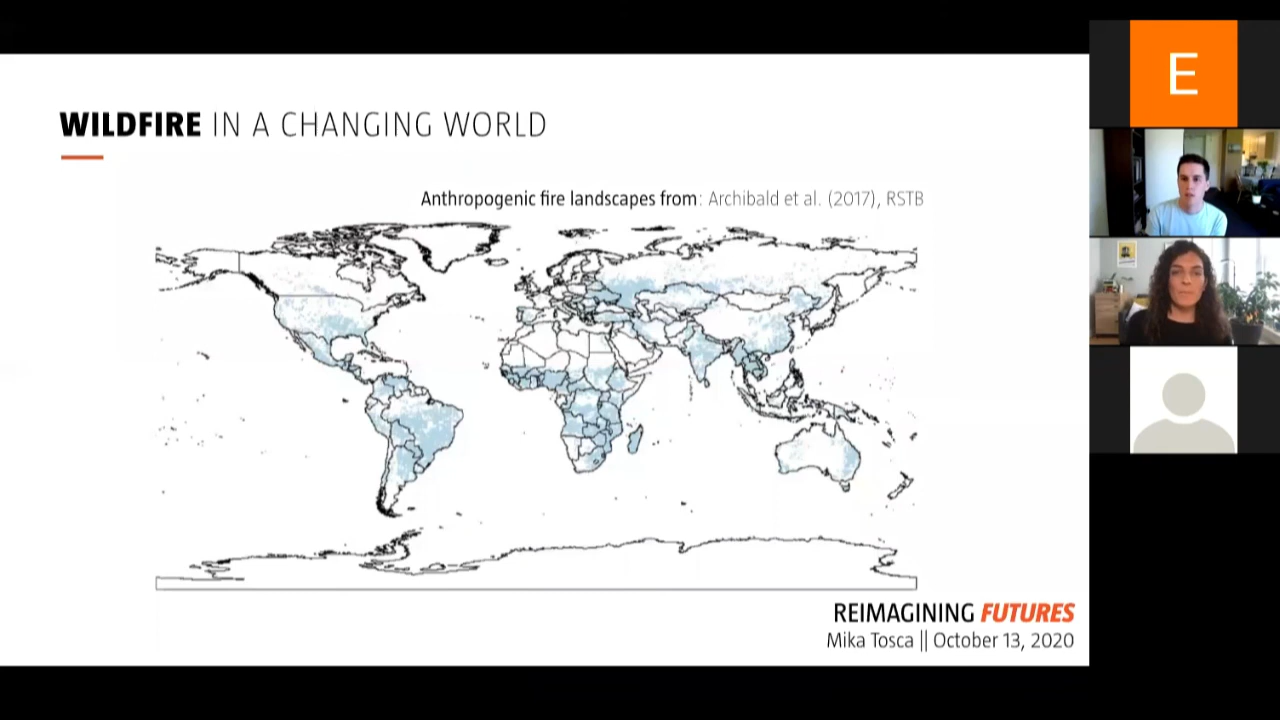 WILDFIRE IN A CHANGING WORLD
Anthropogenic fire landscapes from: Archibald et al. (2017), RSTB
REIMAGINING FUTURES
Mika Tosca || October 13, 2020
E